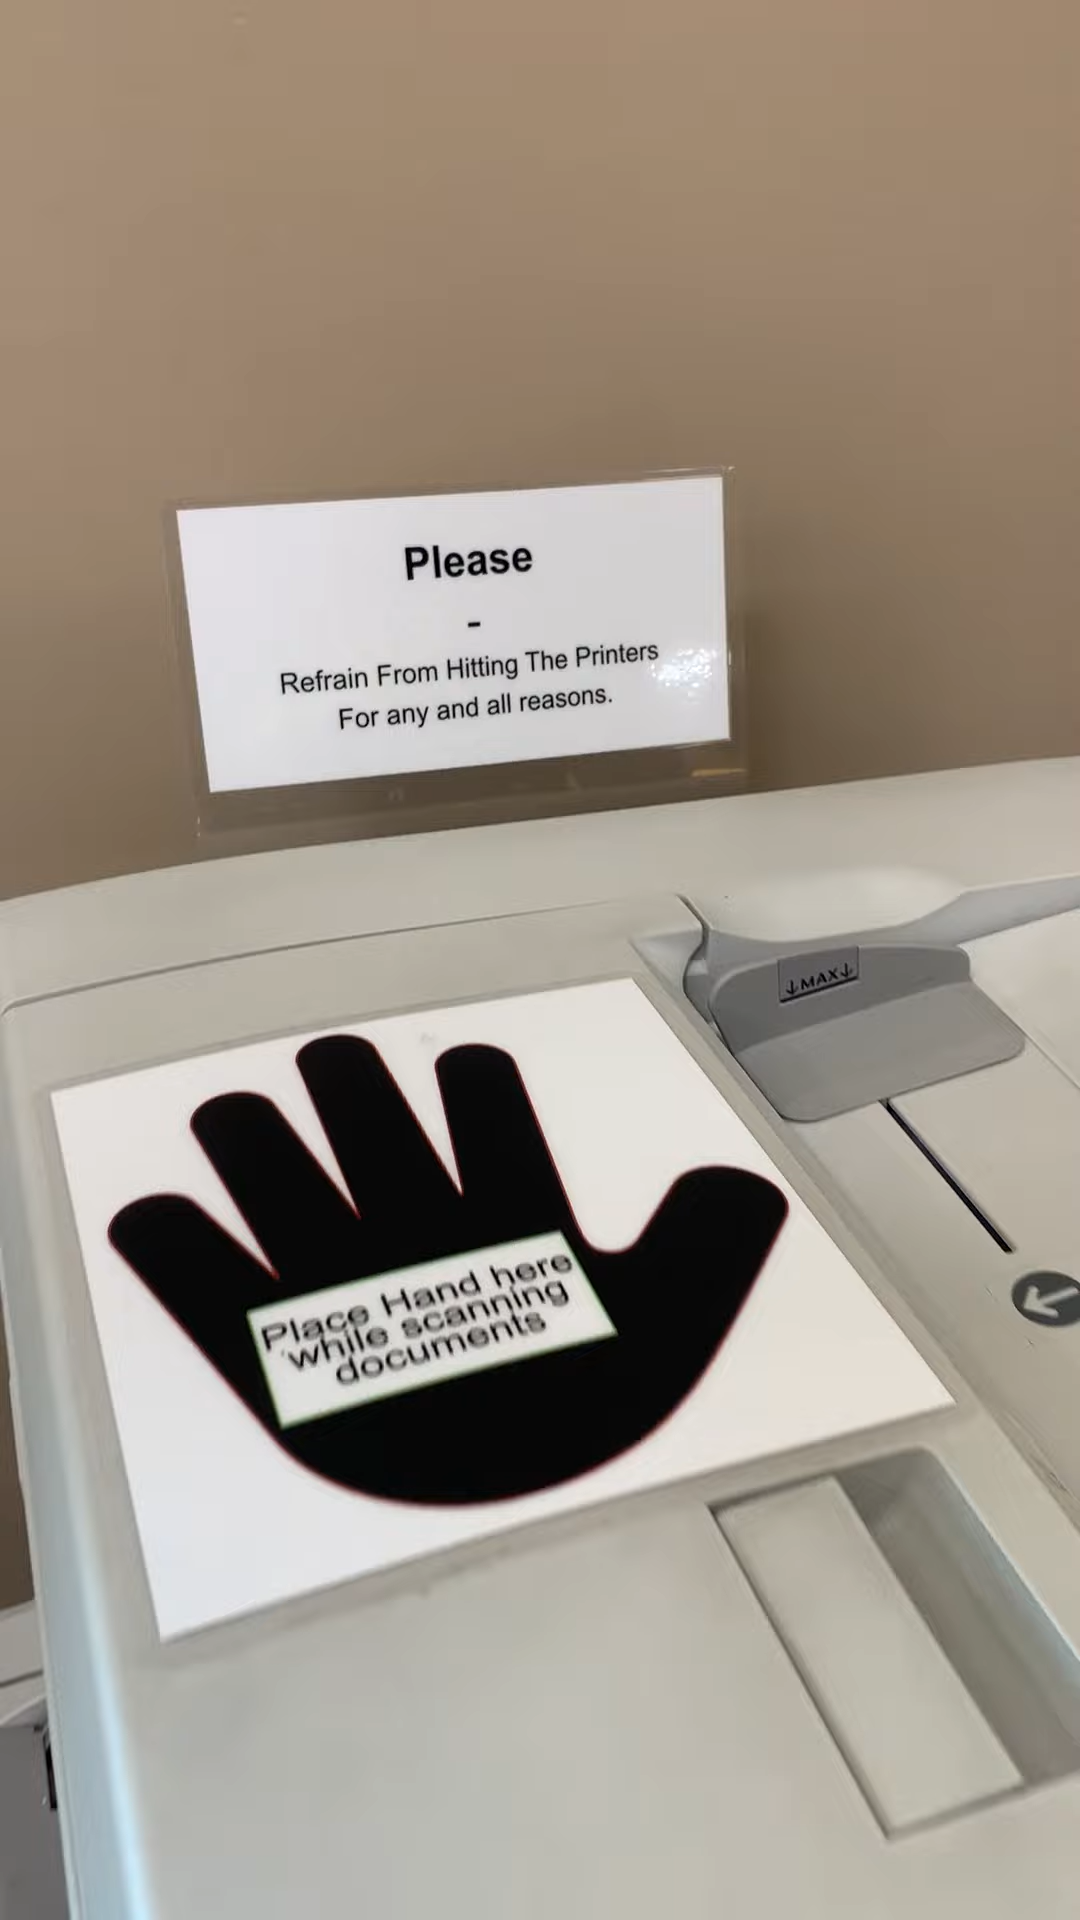 Please
-
Refrain From Hitting The Printers
For any and all reasons.
↓MAX↓
Place Hand here
while scanning
documents